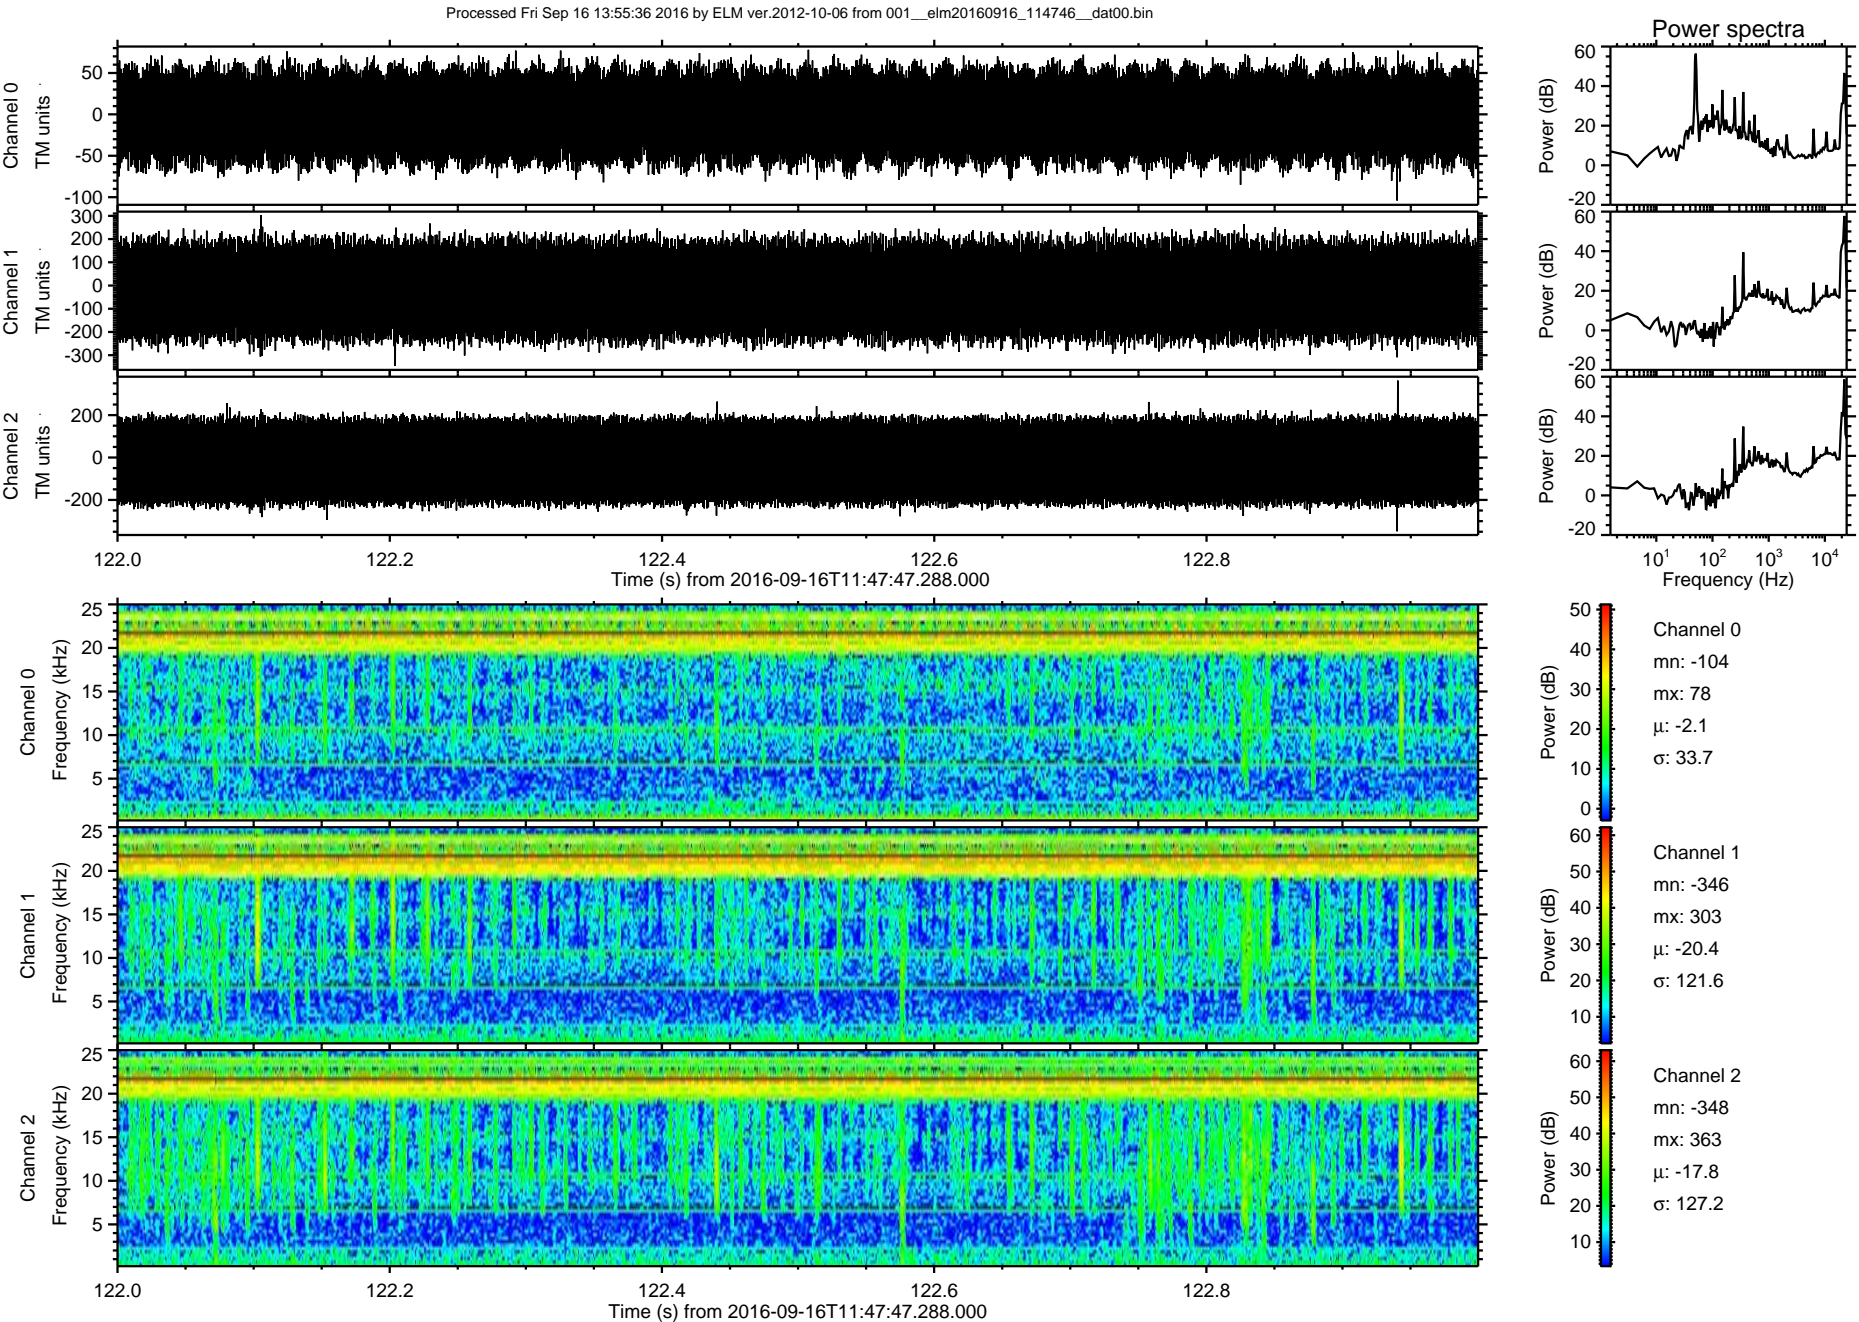 Processed Fri Sep 16 13:55:36 2016 by ELM ver.2012-10-06 from 001__elm20160916_114746__dat00.bin
Power spectra
Channel 0
TM units
50
0
-50
-100
Power (dB)
60
40
20
0
-20
Channel 1
TM units
300
200
100
0
-100
-200
-300
Power (dB)
60
40
20
0
-20
Channel 2
TM units
200
0
-200
Power (dB)
60
40
20
0
-20
122.0 122.2 122.4 122.6 122.8
Time (s) from 2016-09-16T11:47:47.288.000
10¹ 10² 10³ 10⁴
Frequency (Hz)
Channel 0
Frequency (kHz)
25
20
15
10
5
Power (dB)
50
40
30
20
10
0
Channel 0
mn: -104
mx: 78
μ: -2.1
σ: 33.7
Channel 1
Frequency (kHz)
25
20
15
10
5
Power (dB)
60
50
40
30
20
10
Channel 1
mn: -346
mx: 303
μ: -20.4
σ: 121.6
Channel 2
Frequency (kHz)
25
20
15
10
5
Power (dB)
60
50
40
30
20
10
Channel 2
mn: -348
mx: 363
μ: -17.8
σ: 127.2
122.0 122.2 122.4 122.6 122.8
Time (s) from 2016-09-16T11:47:47.288.000